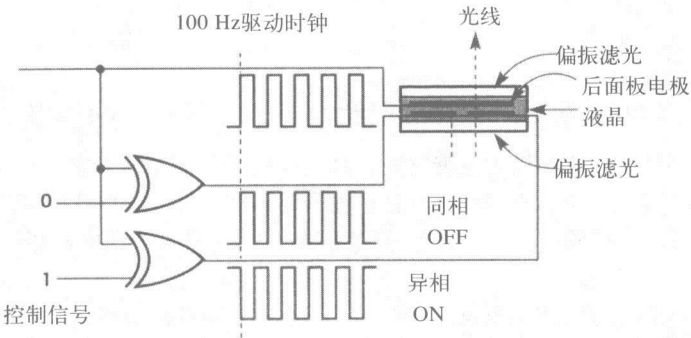 100 Hz驱动时钟
光线
偏振滤光
后面板电极
液晶
偏振滤光
0
同相
OFF
1
异相
ON
控制信号